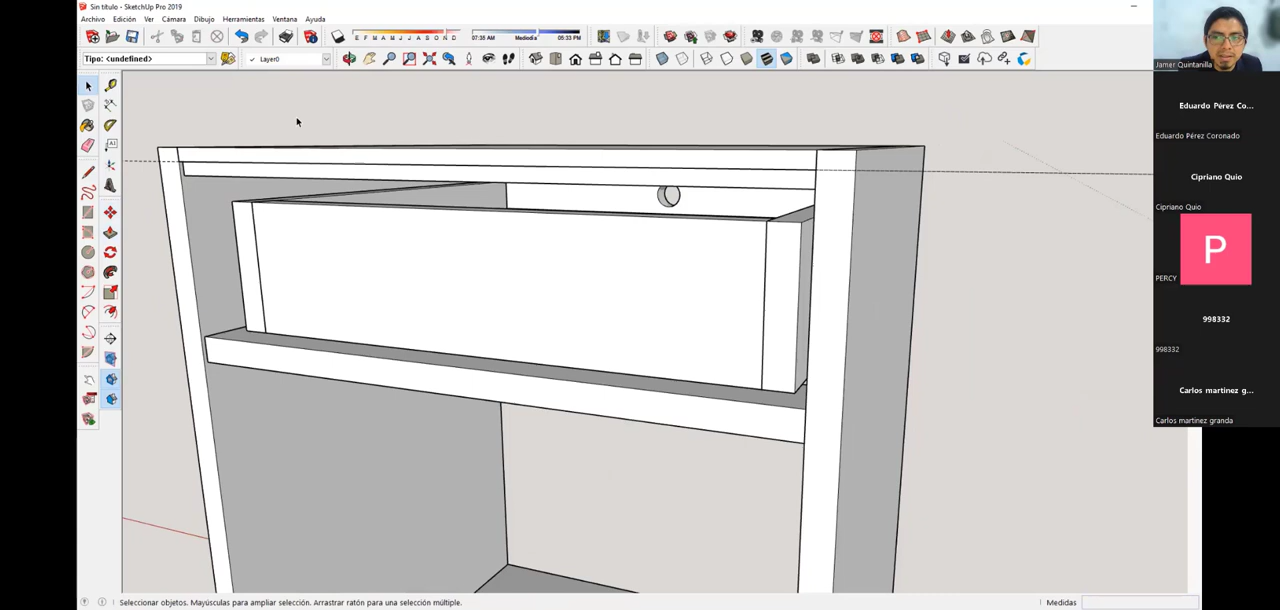 Sin título - SketchUp Pro 2019
Archivo Edición Ver Cámara Dibujo Herramientas Ventana Ayuda
E F M A M J J A S O N D 07:35 AM Mediodía 05:33 PM
Tipo: <undefined> Layer0
A1
Jamer Quintanilla
Eduardo Pérez Co...
Eduardo Pérez Coronado
Cipriano Quio
Cipriano Quio
P
PERCY
998332
998332
Carlos martinez g...
Carlos martinez granda
Seleccionar objetos. Mayúsculas para ampliar selección. Arrastrar ratón para una selección múltiple. Medidas